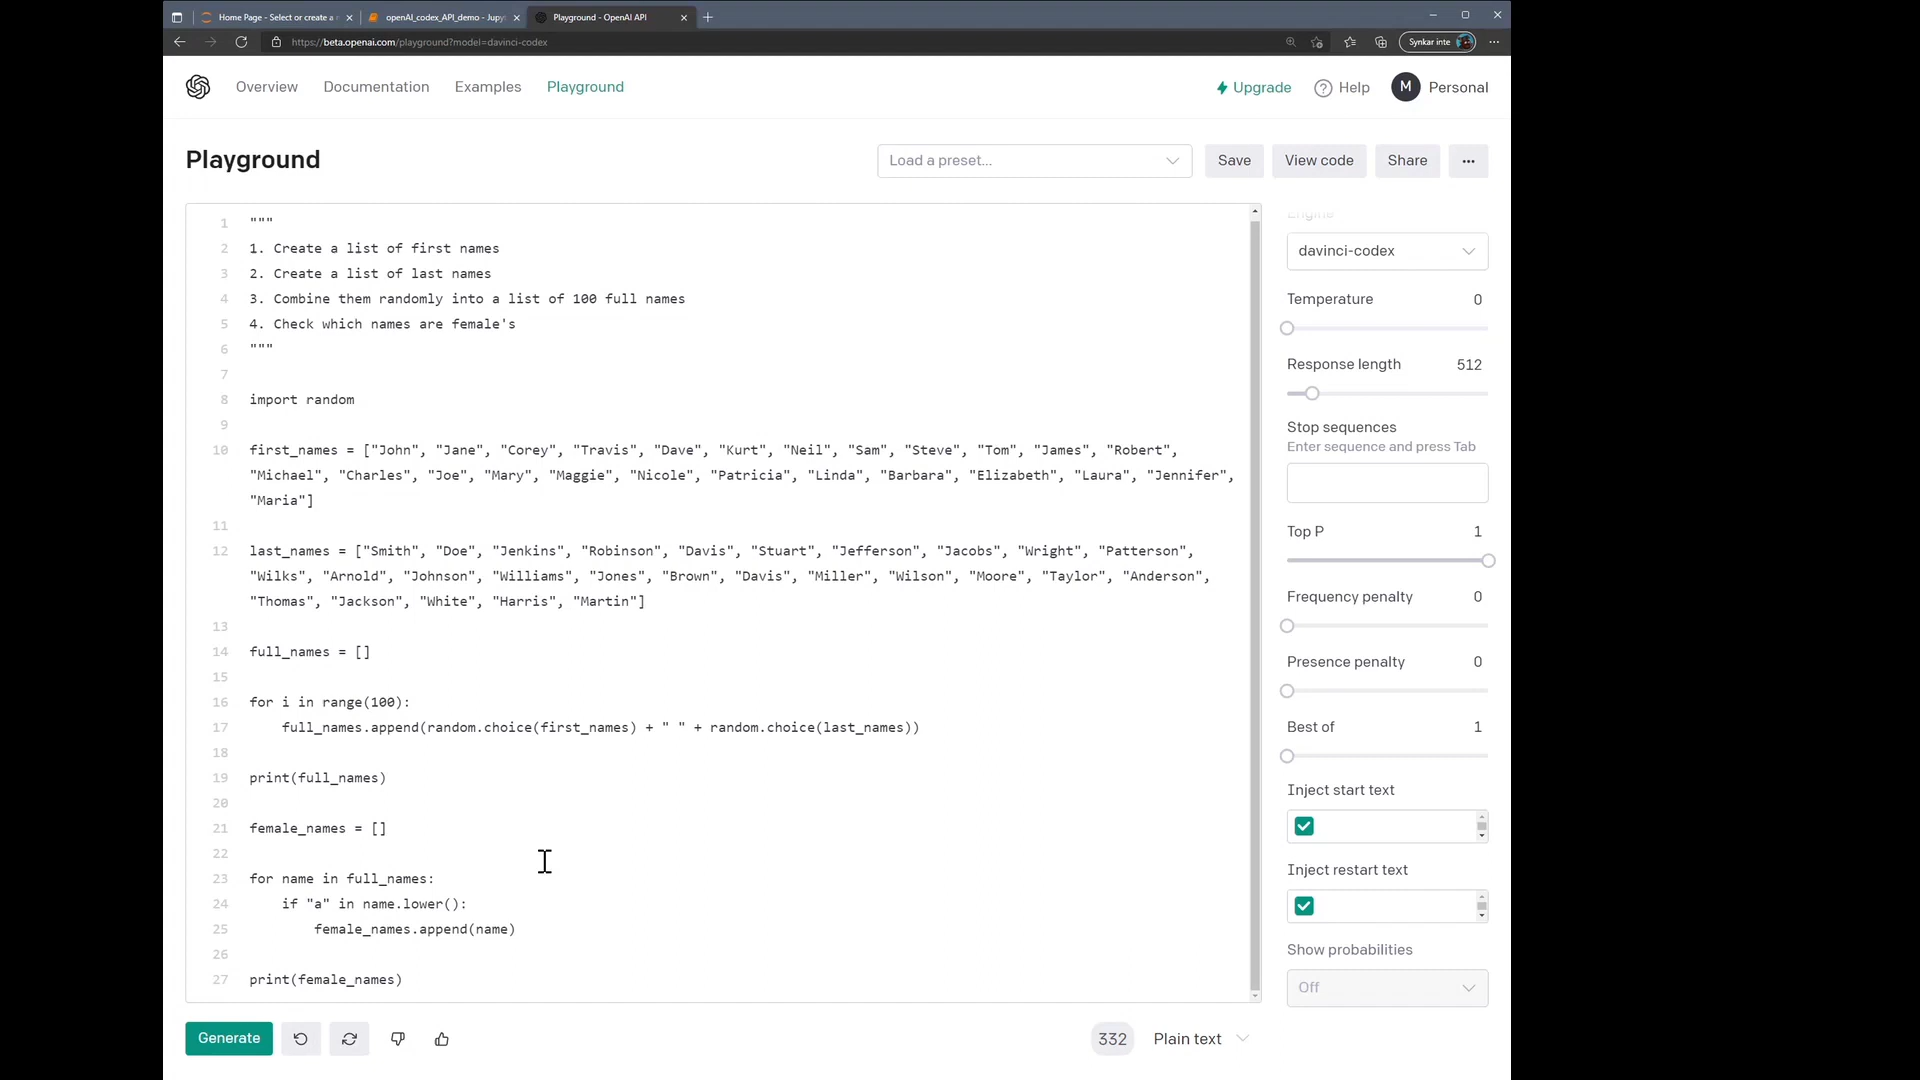 Home Page - Select or create a n
openAI_codex_API_demo - Jupy
Playground - OpenAI API
https://beta.openai.com/playground?model=davinci-codex
Synkar inte
Overview
Documentation
Examples
Playground
Upgrade
Help
M
Personal
Playground
Load a preset...
Save
View code
Share
1 """
2 1. Create a list of first names
3 2. Create a list of last names
4 3. Combine them randomly into a list of 100 full names
5 4. Check which names are female's
6 """
7
8 import random
9
10 first_names = ["John", "Jane", "Corey", "Travis", "Dave", "Kurt", "Neil", "Sam", "Steve", "Tom", "James", "Robert",
"Michael", "Charles", "Joe", "Mary", "Maggie", "Nicole", "Patricia", "Linda", "Barbara", "Elizabeth", "Laura", "Jennifer",
"Maria"]
11
12 last_names = ["Smith", "Doe", "Jenkins", "Robinson", "Davis", "Stuart", "Jefferson", "Jacobs", "Wright", "Patterson",
"Wilks", "Arnold", "Johnson", "Williams", "Jones", "Brown", "Davis", "Miller", "Wilson", "Moore", "Taylor", "Anderson",
"Thomas", "Jackson", "White", "Harris", "Martin"]
13
14 full_names = []
15
16 for i in range(100):
17     full_names.append(random.choice(first_names) + " " + random.choice(last_names))
18
19 print(full_names)
20
21 female_names = []
22
23 for name in full_names:
24     if "a" in name.lower():
25         female_names.append(name)
26
27 print(female_names)
Engine
davinci-codex
Temperature 0
Response length 512
Stop sequences
Enter sequence and press Tab
Top P 1
Frequency penalty 0
Presence penalty 0
Best of 1
Inject start text
Inject restart text
Show probabilities
Off
Generate
332
Plain text